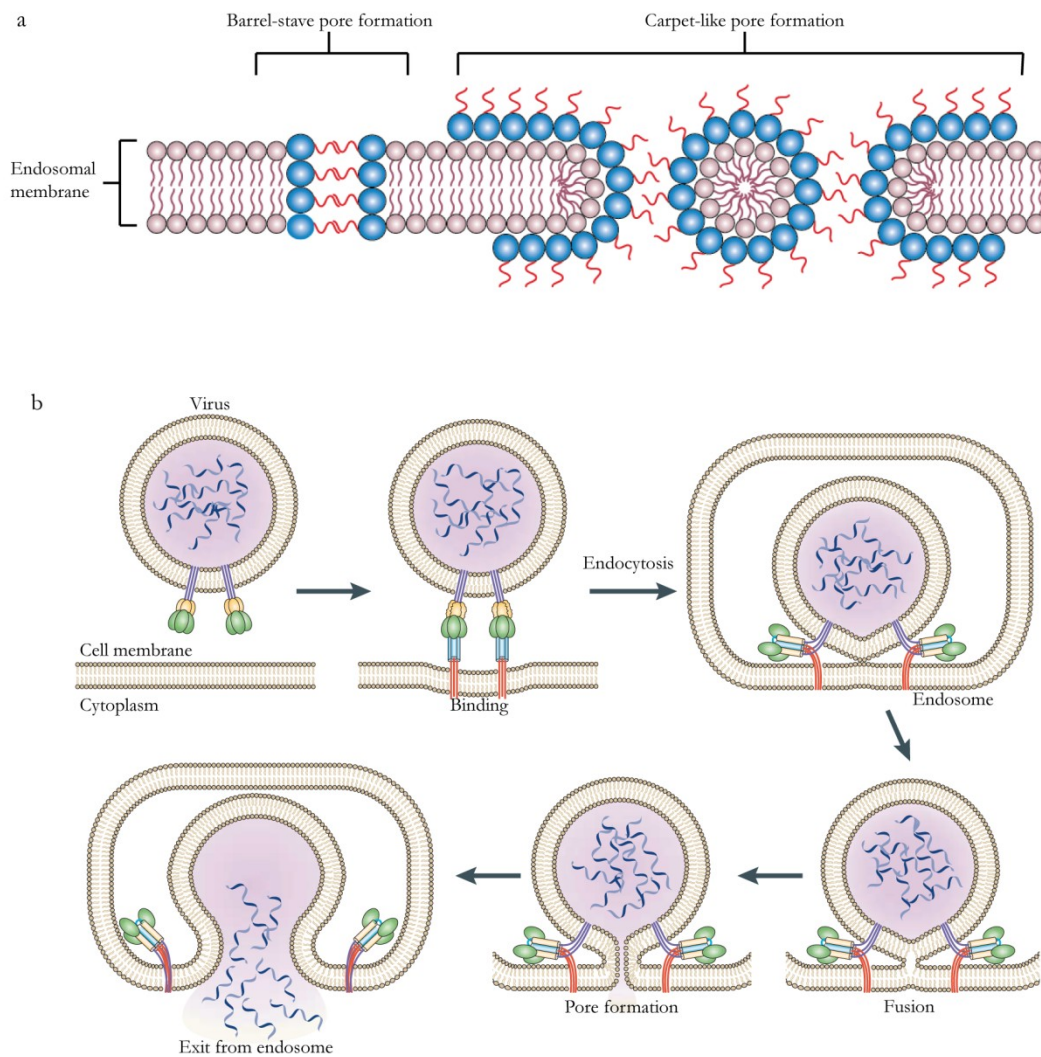 a
Barrel-stave pore formation
Carpet-like pore formation
Endosomal
membrane
b
Virus
Endocytosis
Cell membrane
Cytoplasm
Binding
Endosome
Exit from endosome
Pore formation
Fusion